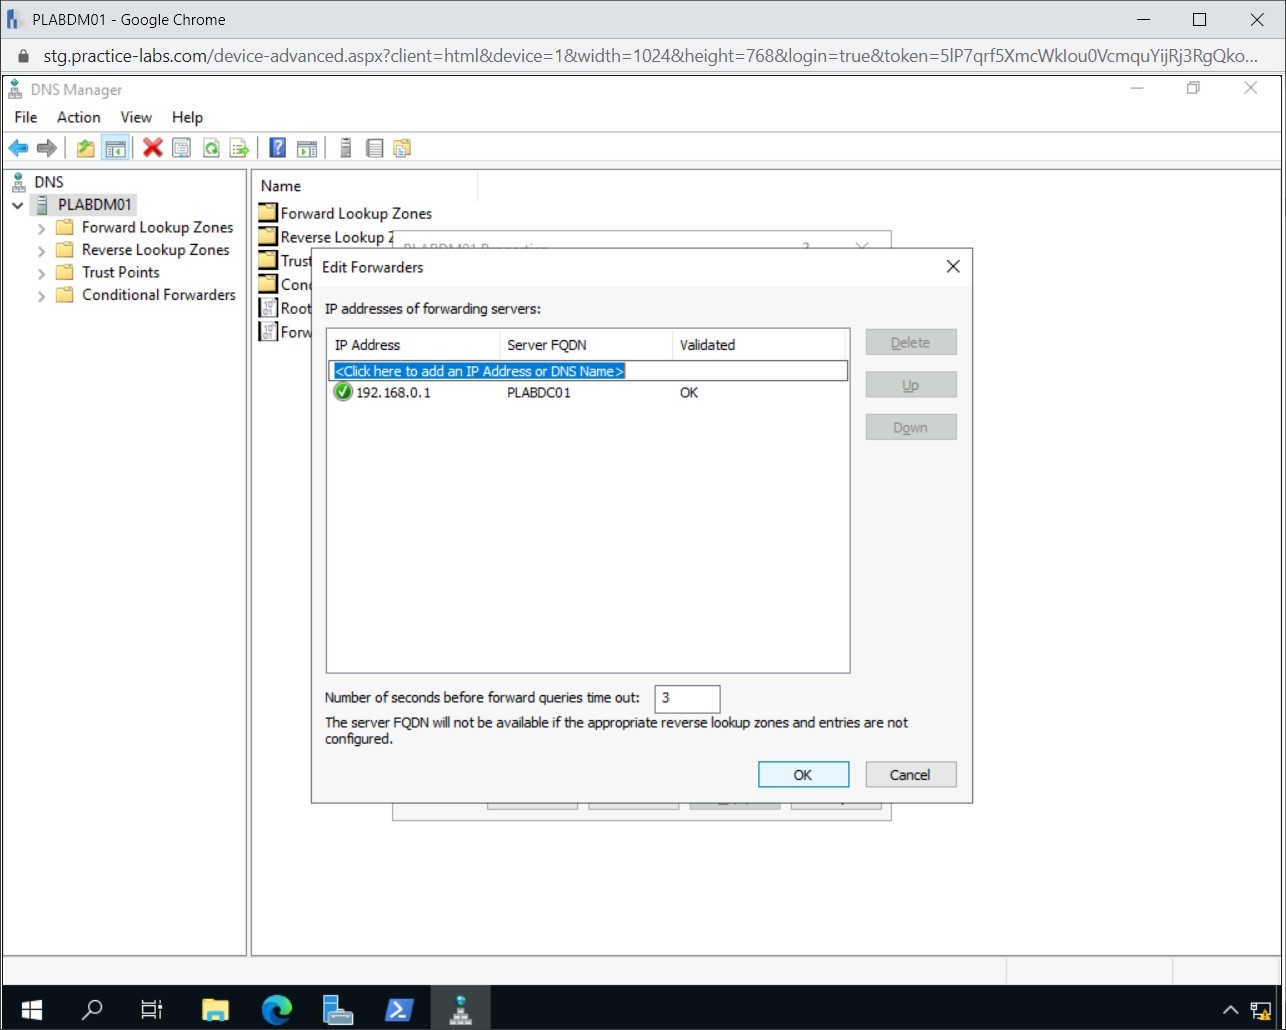 PLABDM01 - Google Chrome
stg.practice-labs.com/device-advanced.aspx?client=html&device=1&width=1024&height=768&login=true&token=5lP7qrf5XmcWkIou0VcmquYijRj3RgQko...
DNS Manager
File Action View Help
DNS
PLABDM01
Forward Lookup Zones
Reverse Lookup Zones
Trust Points
Conditional Forwarders
Name
Forward Lookup Zones
Reverse Lookup Z
Trust
Con
Root
Forw
PLABDM01 Properties
Edit Forwarders
IP addresses of forwarding servers:
IP Address Server FQDN Validated
<Click here to add an IP Address or DNS Name>
192.168.0.1 PLABDC01 OK
Delete
Up
Down
Number of seconds before forward queries time out: 3
The server FQDN will not be available if the appropriate reverse lookup zones and entries are not
configured.
OK Cancel